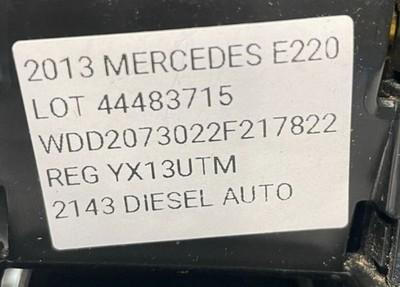 2013 MERCEDES E220
LOT 44483715
WDD2073022F217822
REG YX13UTM
2143 DIESEL AUTO